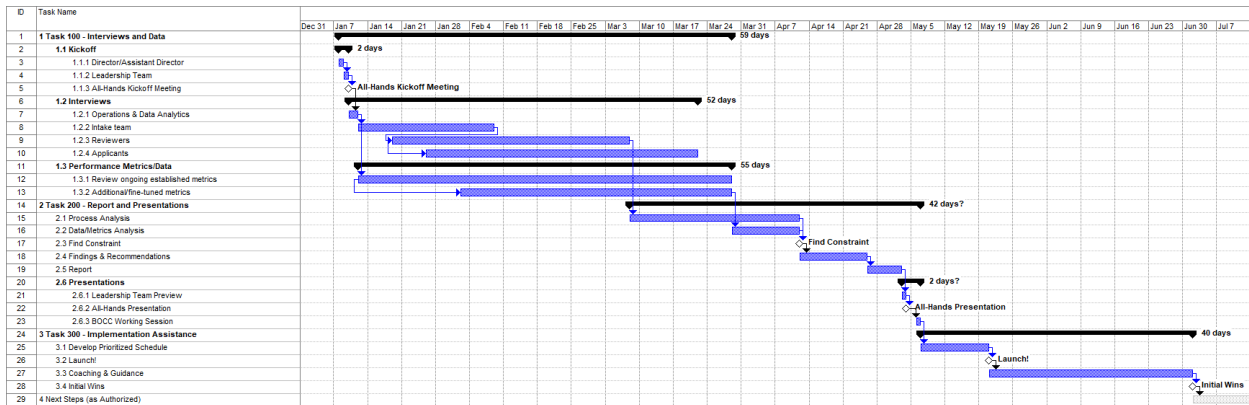 ID Task Name
Dec 31 Jan 7 Jan 14 Jan 21 Jan 28 Feb 4 Feb 11 Feb 18 Feb 25 Mar 3 Mar 10 Mar 17 Mar 24 Mar 31 Apr 7 Apr 14 Apr 21 Apr 28 May 5 May 12 May 19 May 26 Jun 2 Jun 9 Jun 16 Jun 23 Jun 30 Jul 7
1 1 Task 100 - Interviews and Data 59 days
2 1.1 Kickoff 2 days
3 1.1.1 Director/Assistant Director
4 1.1.2 Leadership Team
5 1.1.3 All-Hands Kickoff Meeting All-Hands Kickoff Meeting
6 1.2 Interviews 52 days
7 1.2.1 Operations & Data Analytics
8 1.2.2 Intake team
9 1.2.3 Reviewers
10 1.2.4 Applicants
11 1.3 Performance Metrics/Data 55 days
12 1.3.1 Review ongoing established metrics
13 1.3.2 Additional/fine-tuned metrics
14 2 Task 200 - Report and Presentations 42 days?
15 2.1 Process Analysis
16 2.2 Data/Metrics Analysis
17 2.3 Find Constraint Find Constraint
18 2.4 Findings & Recommendations
19 2.5 Report
20 2.6 Presentations 2 days?
21 2.6.1 Leadership Team Preview
22 2.6.2 All-Hands Presentation All-Hands Presentation
23 2.6.3 BOCC Working Session
24 3 Task 300 - Implementation Assistance 40 days
25 3.1 Develop Prioritized Schedule
26 3.2 Launch! Launch!
27 3.3 Coaching & Guidance
28 3.4 Initial Wins Initial Wins
29 4 Next Steps (as Authorized)